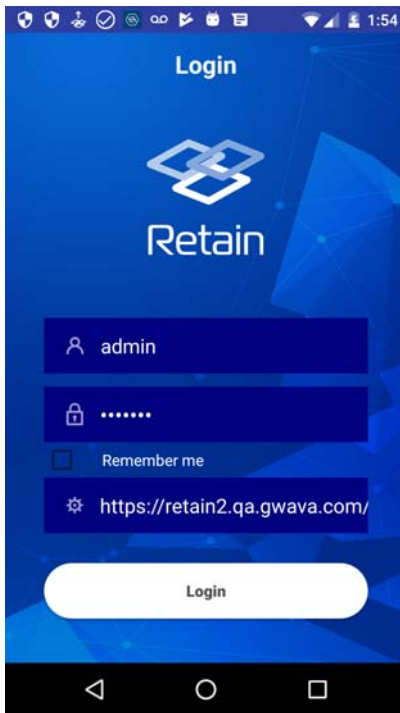 1:54
Login
Retain
admin
•••••••
Remember me
https://retain2.qa.gwava.com/
Login